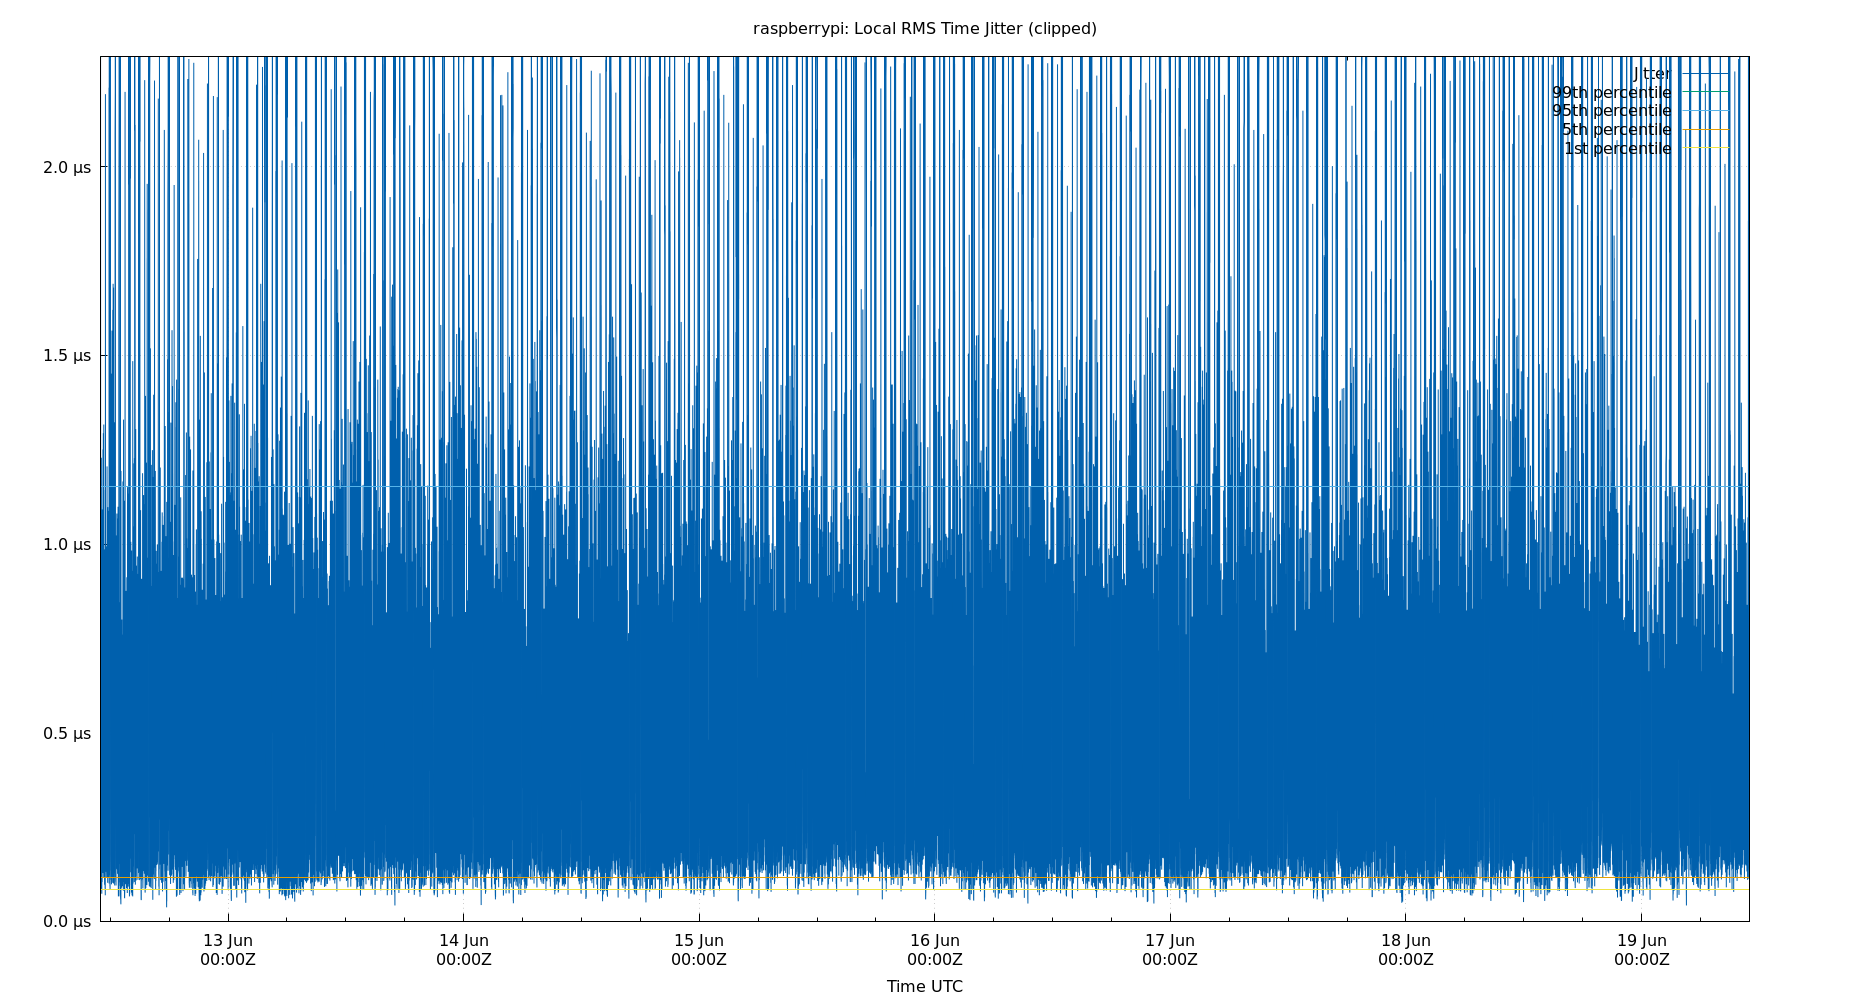 raspberrypi: Local RMS Time Jitter (clipped)
Jitter
99th percentile
95th percentile
5th percentile
1st percentile
2.0 µs
1.5 µs
1.0 µs
0.5 µs
0.0 µs
13 Jun 14 Jun 15 Jun 16 Jun 17 Jun 18 Jun 19 Jun
00:00Z 00:00Z 00:00Z 00:00Z 00:00Z 00:00Z 00:00Z
Time UTC